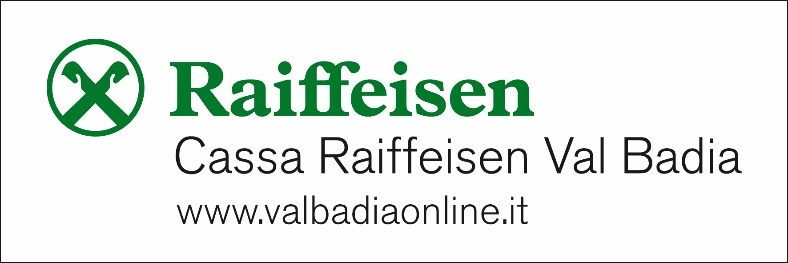 Raiffeisen
Cassa Raiffeisen Val Badia
www.valbadiaonline.it